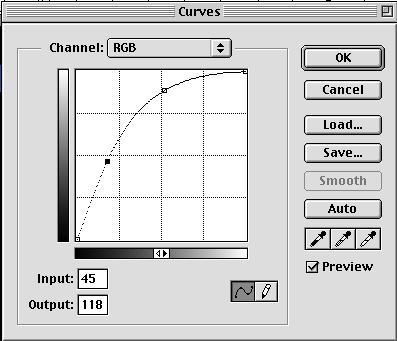 Curves
Channel: RGB
OK
Cancel
Load...
Save...
Smooth
Auto
Preview
Input: 45
Output: 118